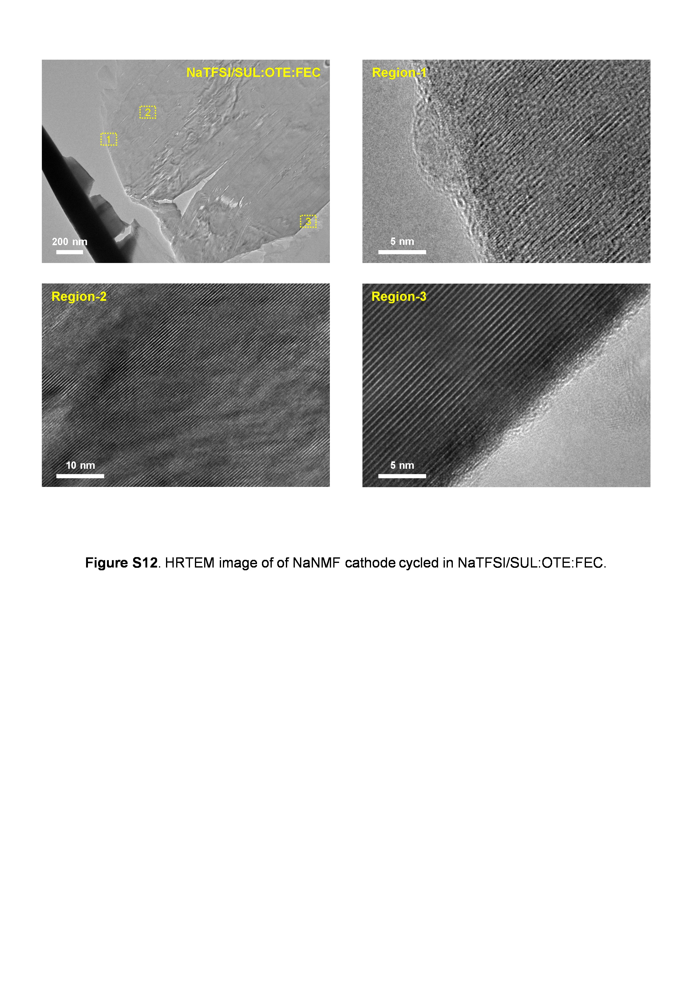 NaTFSI/SUL:OTE:FEC
2
1
3
200 nm
Region-1
5 nm
Region-2
10 nm
Region-3
5 nm
Figure S12. HRTEM image of of NaNMF cathode cycled in NaTFSI/SUL:OTE:FEC.